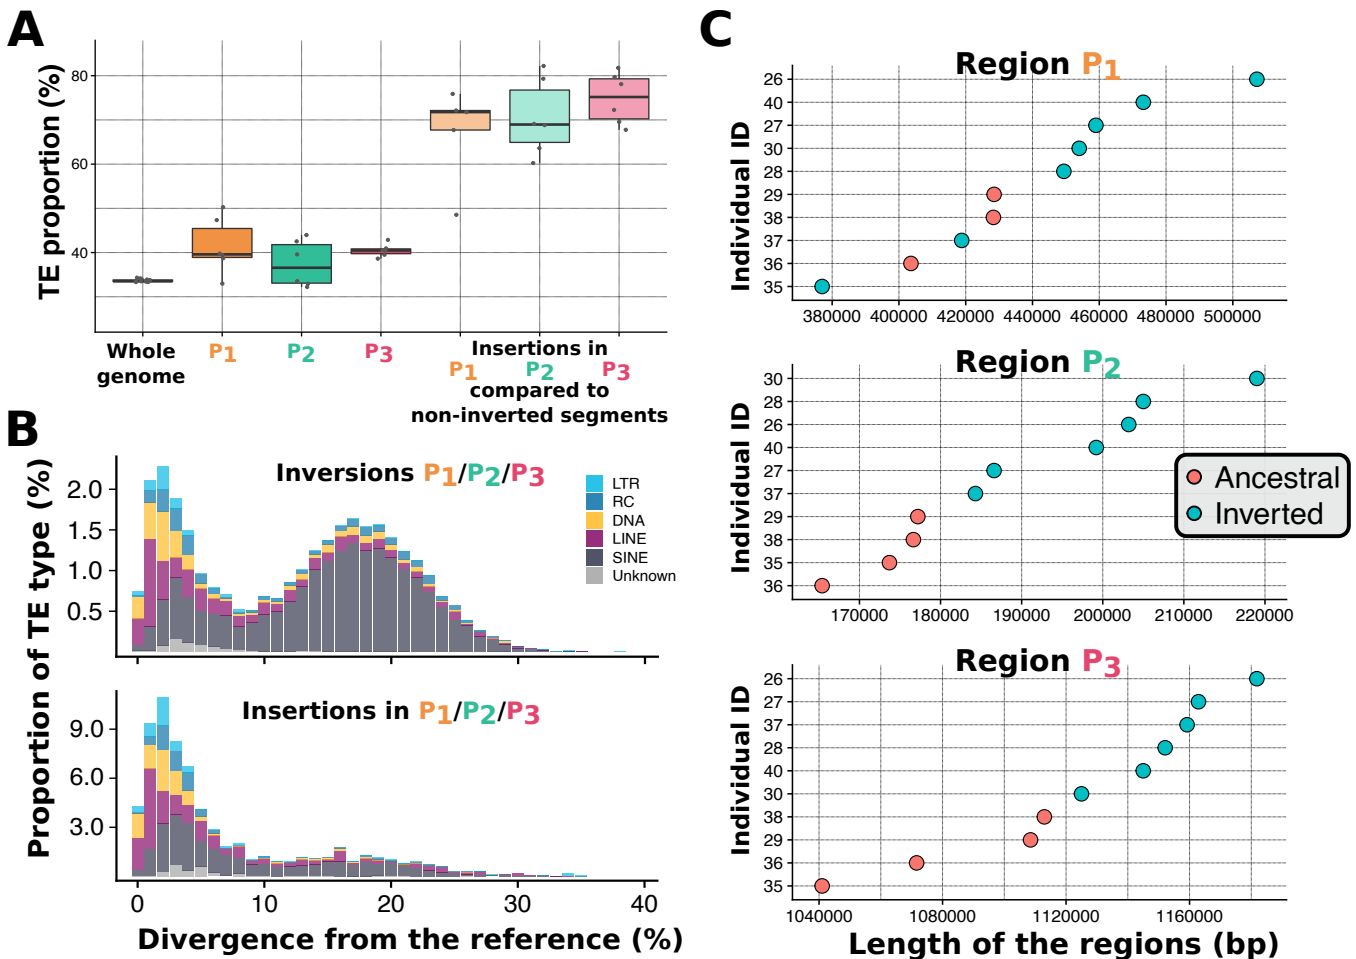 A
TE proportion (%)
80
60
40
Whole
genome
P1
P2
P3
Insertions in
P1
P2
P3
compared to
non-inverted segments
B
Proportion of TE type (%)
Inversions P1/P2/P3
2.0
1.5
1.0
0.5
LTR
RC
DNA
LINE
SINE
Unknown
Insertions in P1/P2/P3
9.0
6.0
3.0
0
10
20
30
40
Divergence from the reference (%)
C
Region P1
Individual ID
26
40
27
30
28
29
38
37
36
35
380000
400000
420000
440000
460000
480000
500000
Region P2
Individual ID
30
28
26
40
27
37
29
38
35
36
170000
180000
190000
200000
210000
220000
Ancestral
Inverted
Region P3
Individual ID
26
27
37
28
40
30
38
29
36
35
1040000
1080000
1120000
1160000
Length of the regions (bp)